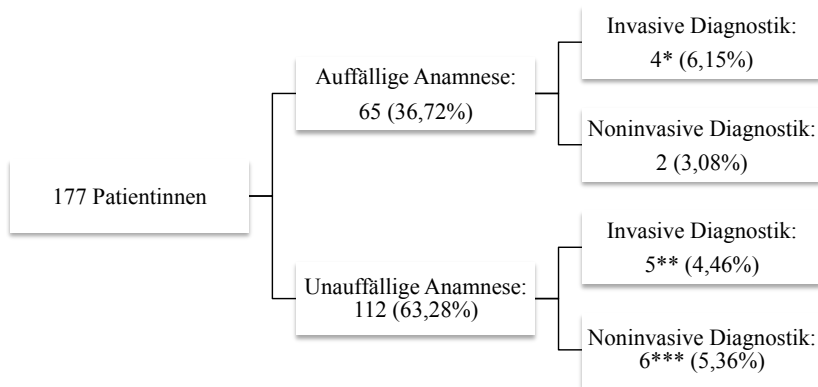 177 Patientinnen
Auffällige Anamnese:
65 (36,72%)
Invasive Diagnostik:
4* (6,15%)
Noninvasive Diagnostik:
2 (3,08%)
Unauffällige Anamnese:
112 (63,28%)
Invasive Diagnostik:
5** (4,46%)
Noninvasive Diagnostik:
6*** (5,36%)